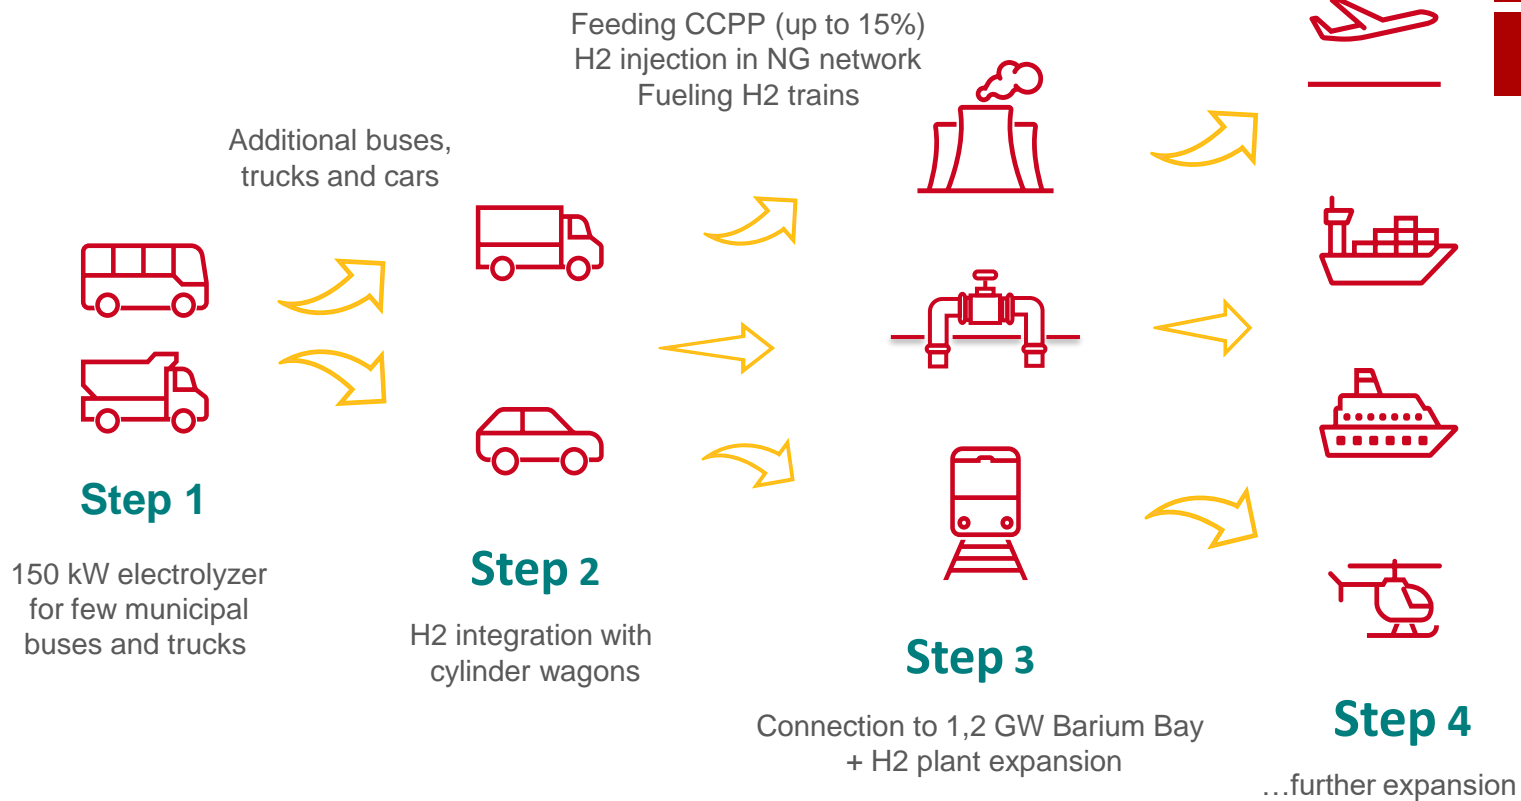 Feeding CCPP (up to 15%)
H2 injection in NG network
Fueling H2 trains
Additional buses,
trucks and cars
Step 1
150 kW electrolyzer
for few municipal
buses and trucks
Step 2
H2 integration with
cylinder wagons
Step 3
Connection to 1,2 GW Barium Bay
+ H2 plant expansion
Step 4
…further expansion